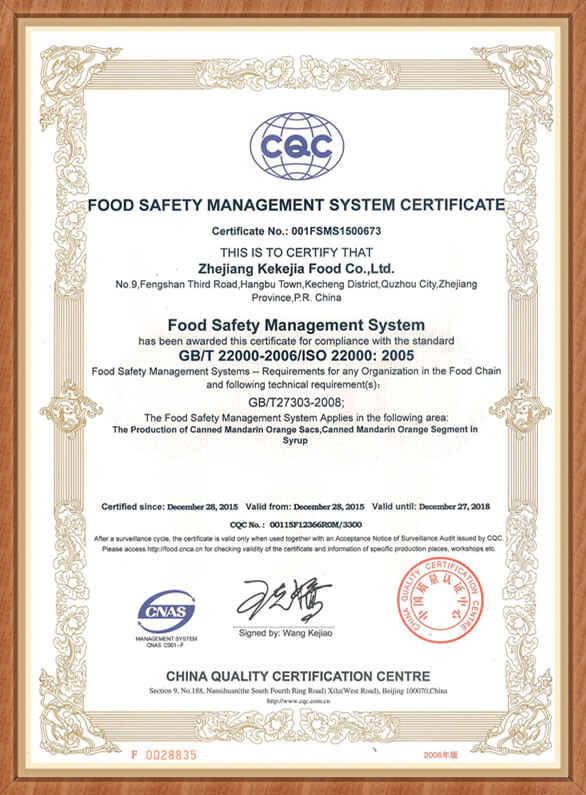 CQC
FOOD SAFETY MANAGEMENT SYSTEM CERTIFICATE
Certificate No.: 001FSMS1500673
THIS IS TO CERTIFY THAT
Zhejiang Kekejia Food Co.,Ltd.
No.9,Fengshan Third Road,Hangbu Town,Kecheng District,Quzhou City,Zhejiang
Province,P.R. China
Food Safety Management System
has been awarded this certificate for compliance with the standard
GB/T 22000-2006/ISO 22000: 2005
Food Safety Management Systems -- Requirements for any Organization in the Food Chain
and following technical requirement(s):
GB/T27303-2008;
The Food Safety Management System Applies in the following area:
The Production of Canned Mandarin Orange Sacs,Canned Mandarin Orange Segment in
Syrup
Certified since: December 28, 2015 Valid from: December 28, 2015 Valid until: December 27, 2018
CQC No.: 00115F12366R0M/3300
After a surveillance cycle, the certificate is valid only when used together with an Acceptance Notice of Surveillance Audit issued by CQC.
Please access http://food.cnca.cn for checking validity of the certificate and information of specific production places, workshops etc.
CNAS
MANAGEMENT SYSTEM
CNAS C001-F
Signed by: Wang Kejiao
CHINA QUALITY CERTIFICATION CENTRE
中国质量认证中心
CHINA QUALITY CERTIFICATION CENTRE
Section 9, No.188, Nansihuan(the South Fourth Ring Road) Xilu(West Road), Beijing 100070,China
http://www.cqc.com.cn
F 0028835
2008年版